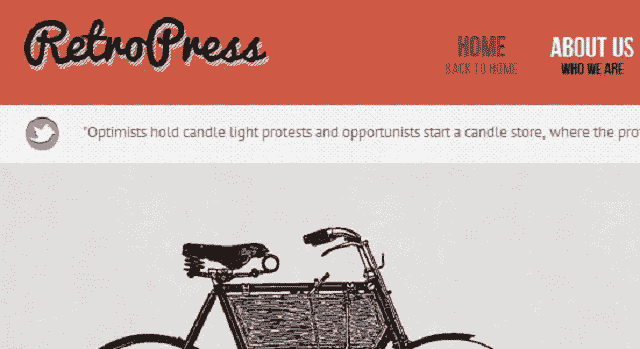 RetroPress
HOME
ABOUT US
BACK TO HOME
WHO WE ARE
"Optimists hold candle light protests and opportunists start a candle store, where the